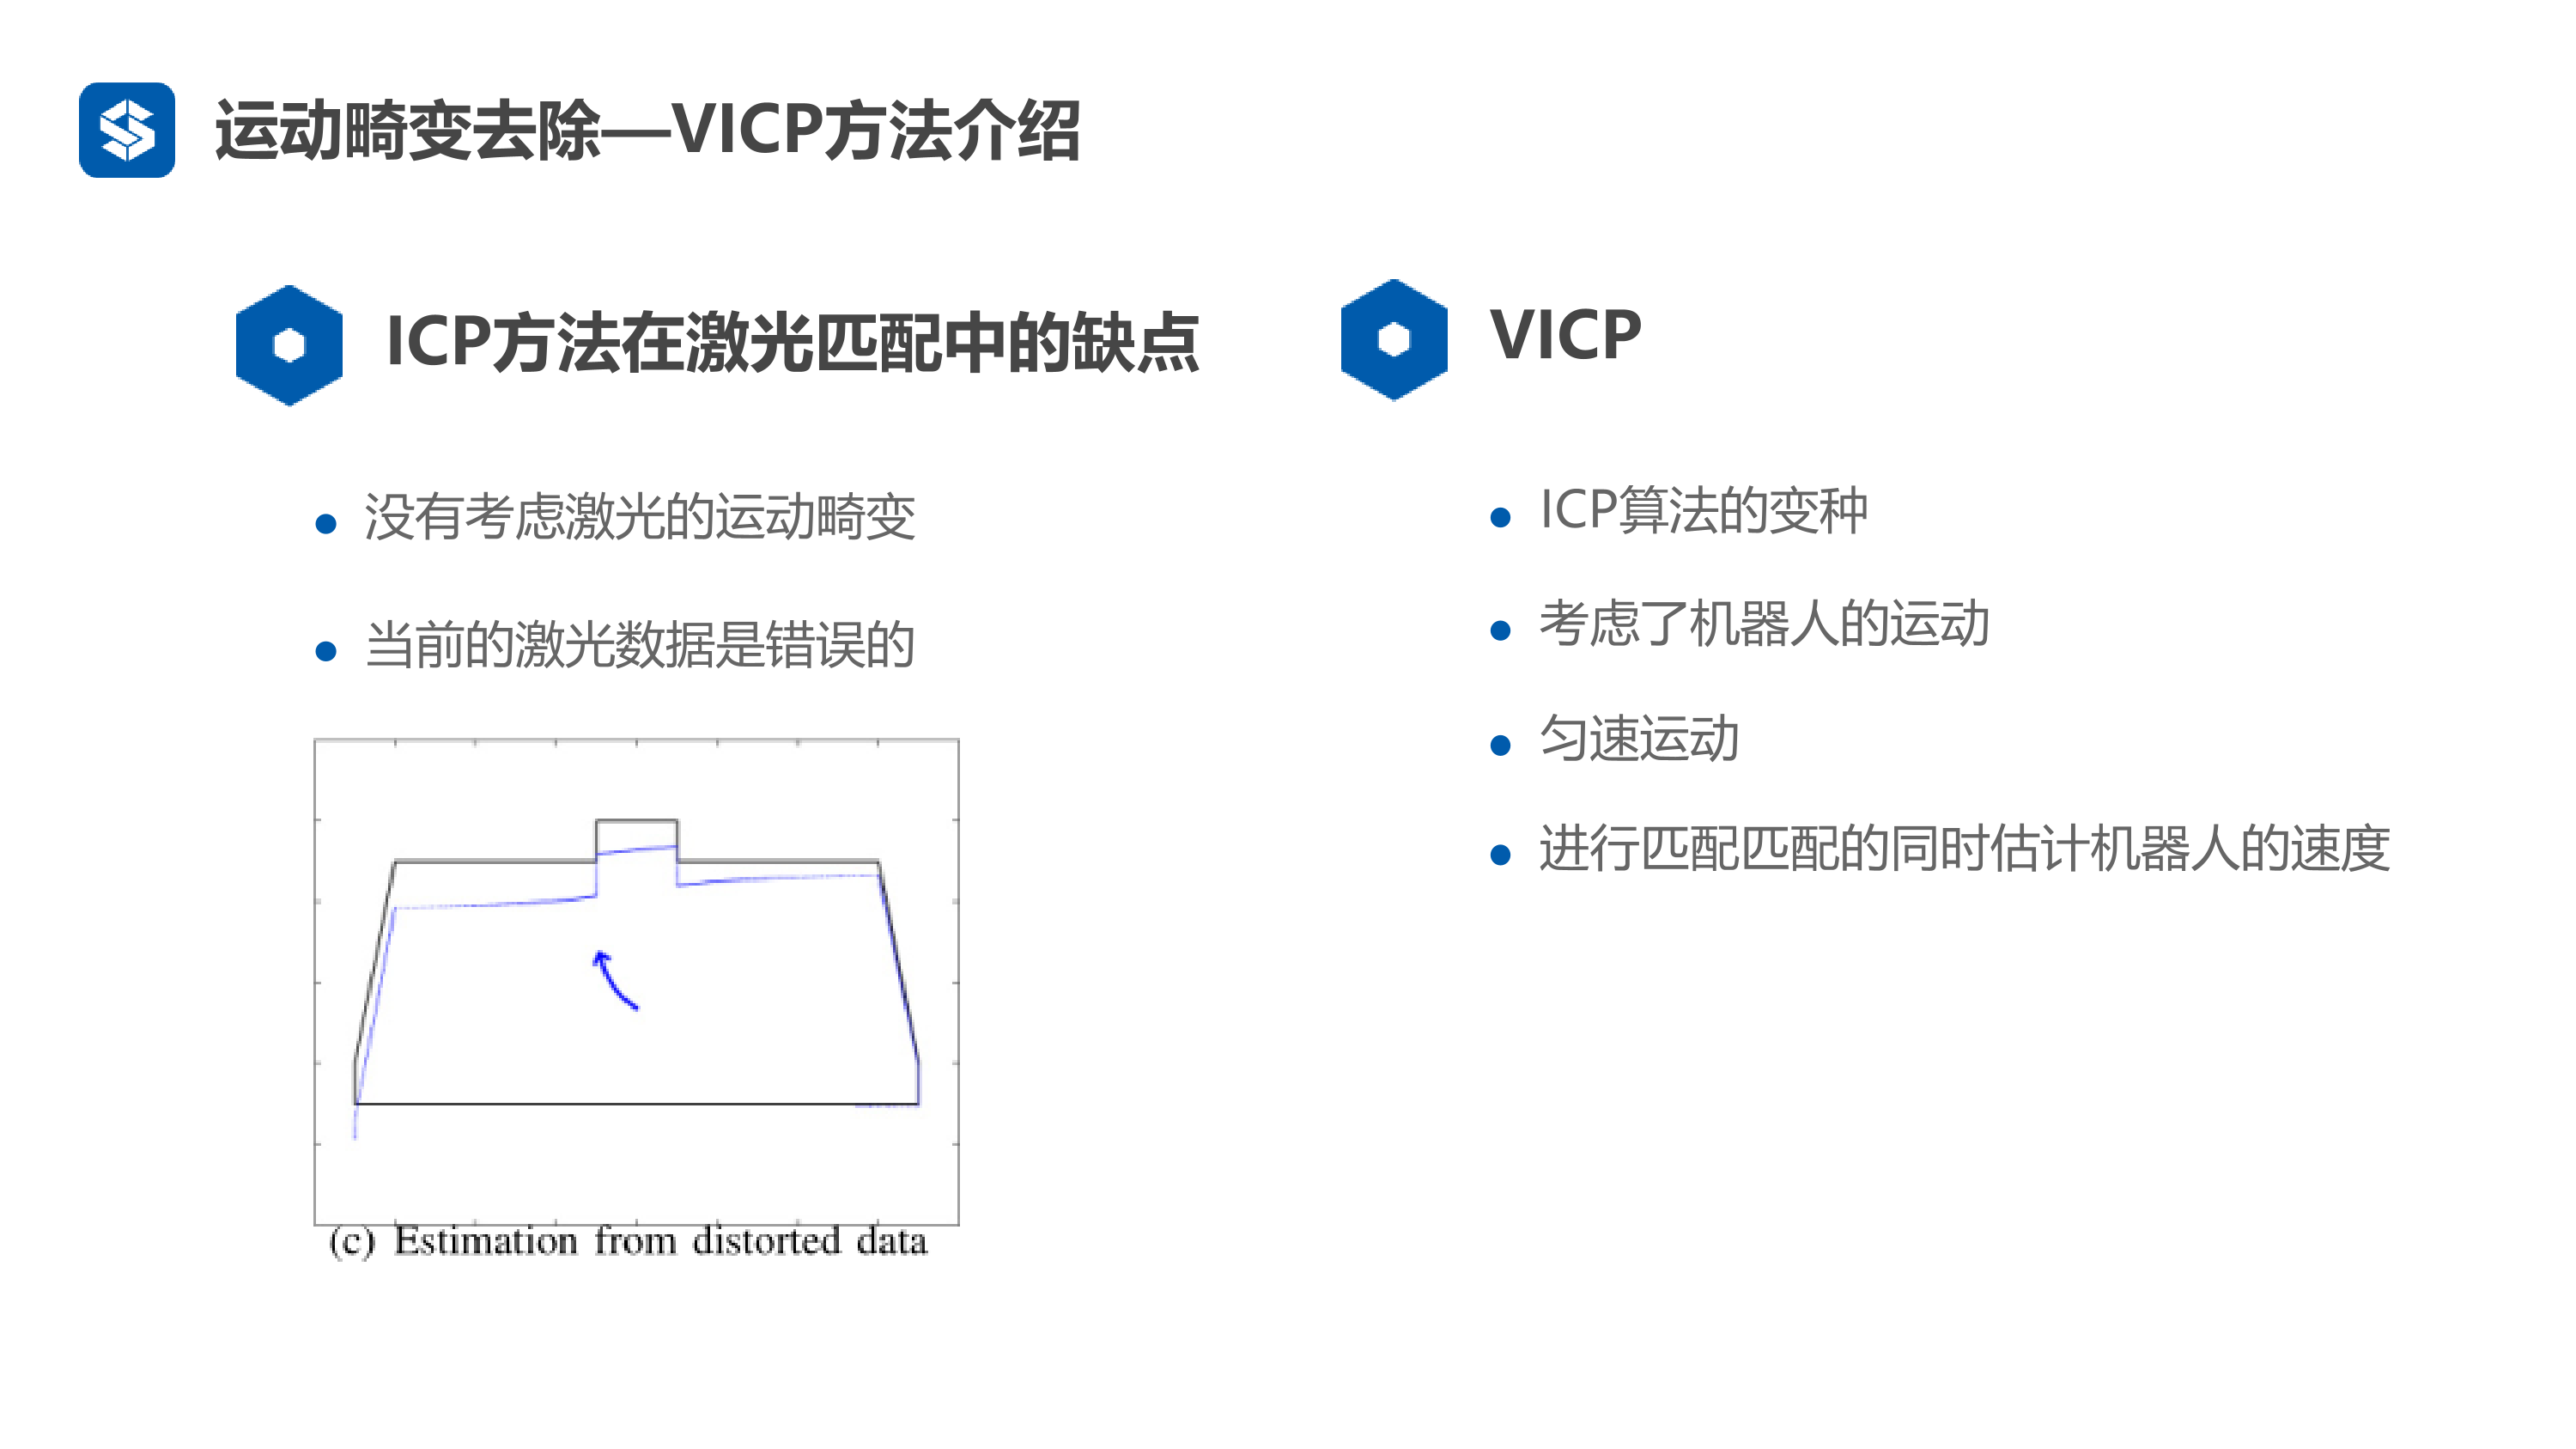 运动畸变去除—VICP方法介绍
ICP方法在激光匹配中的缺点
没有考虑激光的运动畸变
当前的激光数据是错误的
(c) Estimation from distorted data
VICP
ICP算法的变种
考虑了机器人的运动
匀速运动
进行匹配匹配的同时估计机器人的速度